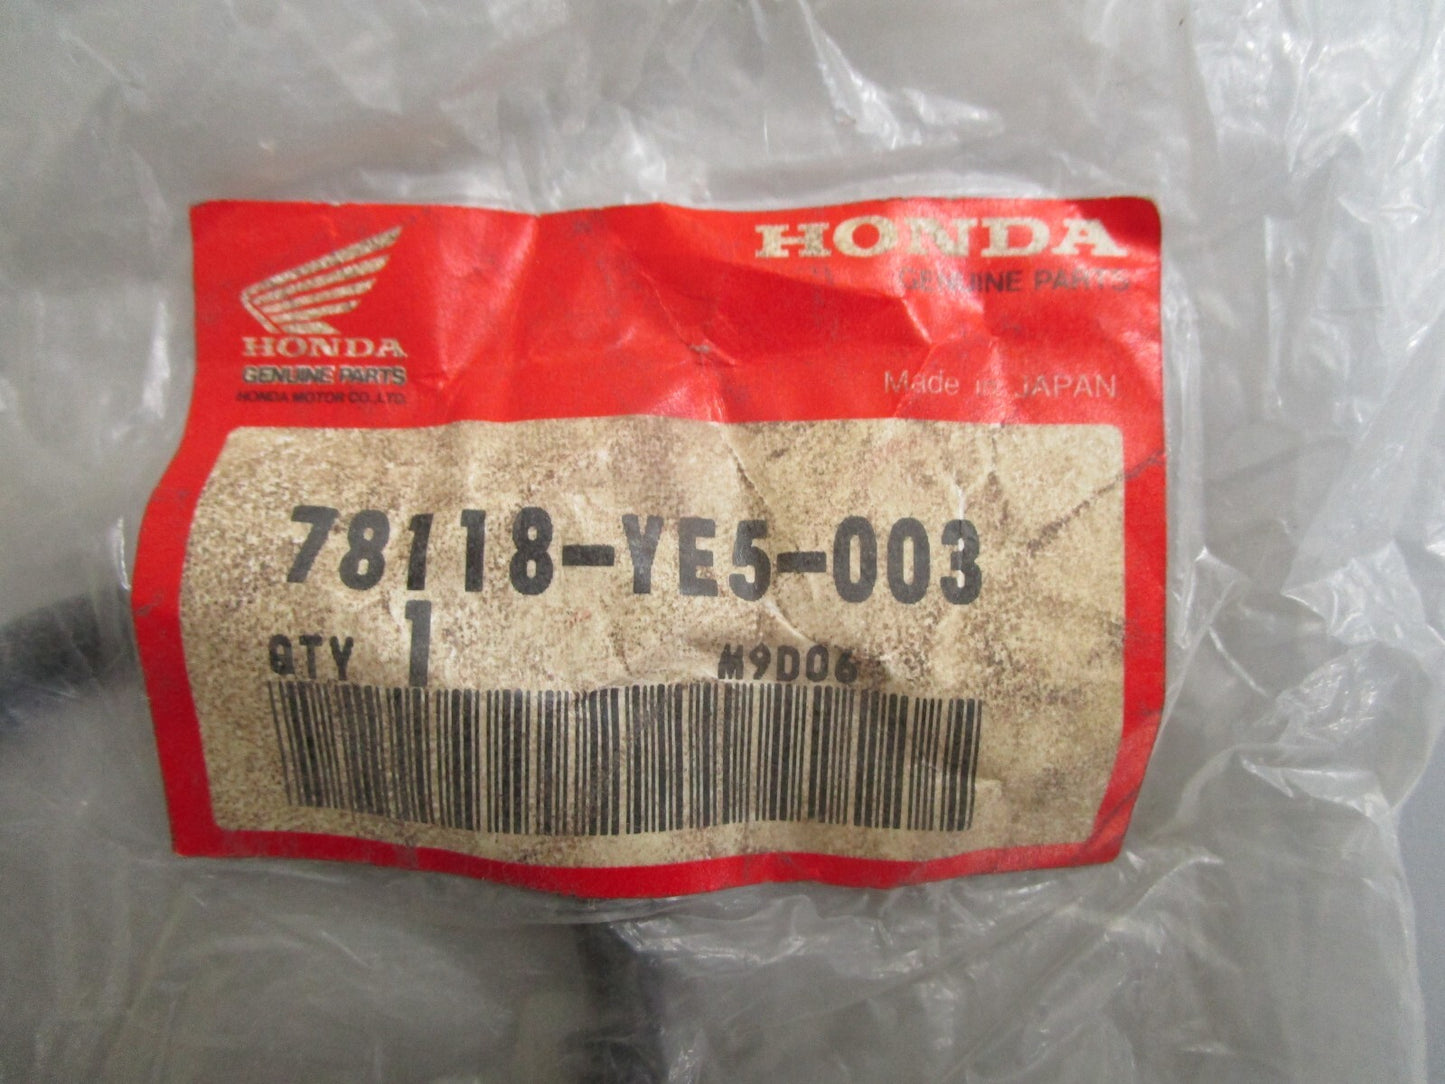 HONDA
GENUINE PARTS
HONDA
GENUINE PARTS
HONDA MOTOR CO., LTD.
Made in JAPAN
78118-YE5-003
QTY 1 M9D06